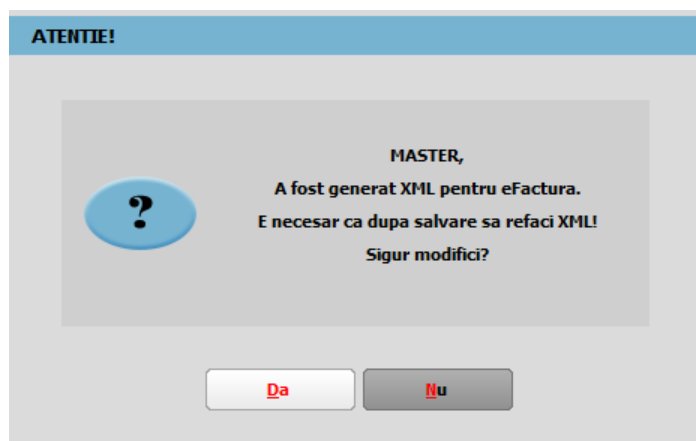 ATENTIE!
MASTER,
A fost generat XML pentru eFactura.
E necesar ca dupa salvare sa refaci XML!
Sigur modifici?
?
Da
Nu